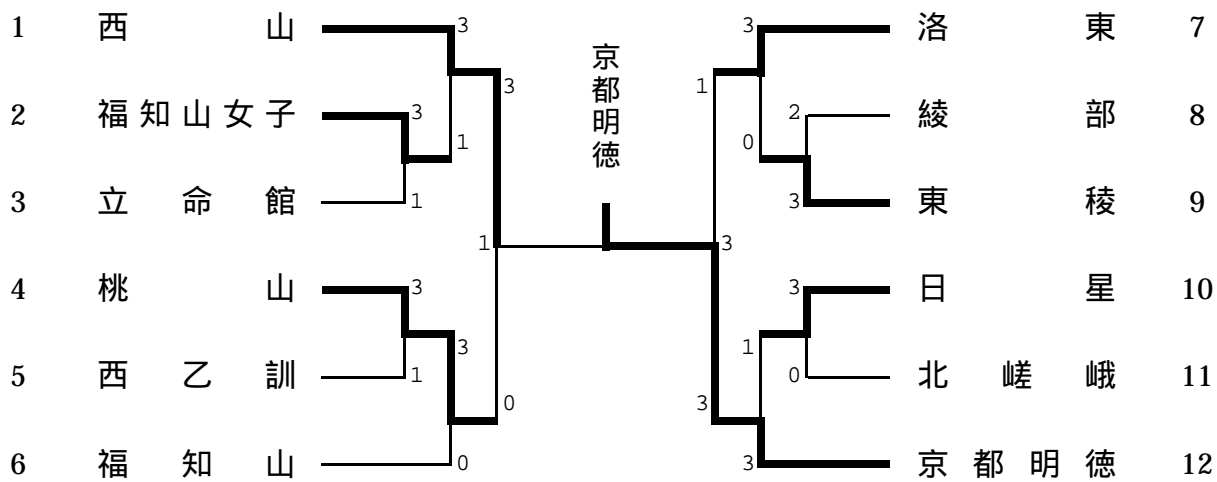 1 西山 3 3 洛東 7
京都明徳
3 1
2 福知山女子 3 1 2 綾部 8
0
3 立命館 1 3 東稜 9
1 3
4 桃山 3 3 日星 10
3 1
5 西乙訓 1 0 北嵯峨 11
0 3
6 福知山 0 3 京都明徳 12